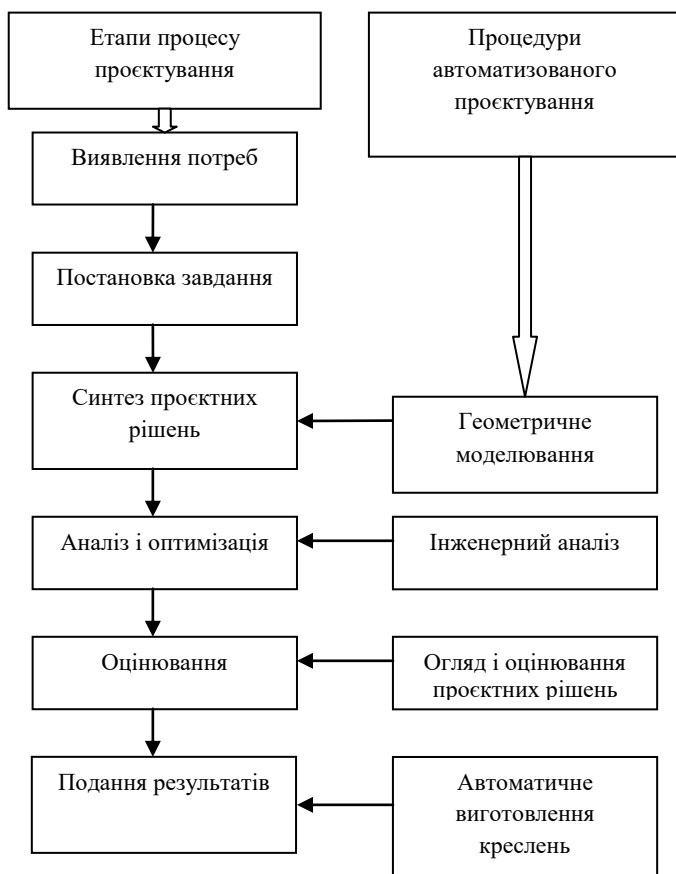 Етапи процесу
проєктування
Процедури
автоматизованого
проєктування
Виявлення потреб
Постановка завдання
Синтез проєктних
рішень
Геометричне
моделювання
Аналіз і оптимізація
Інженерний аналіз
Оцінювання
Огляд і оцінювання
проєктних рішень
Подання результатів
Автоматичне
виготовлення
креслень